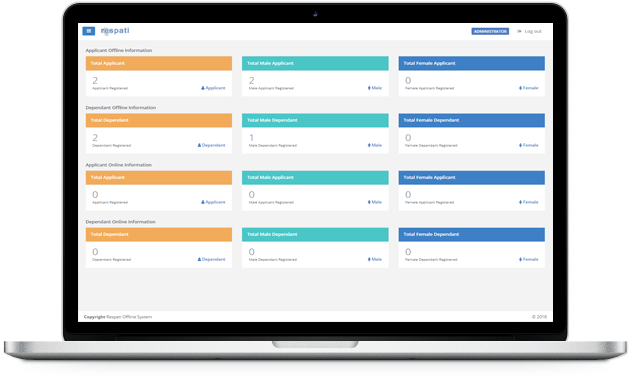 respati
ADMINISTRATOR
Log out
Applicant Offline Information
Total Applicant
2
Applicant Registered
Applicant
Total Male Applicant
2
Male Applicant Registered
Male
Total Female Applicant
0
Female Applicant Registered
Female
Dependant Offline Information
Total Dependant
2
Dependant Registered
Dependant
Total Male Dependant
1
Male Dependant Registered
Male
Total Female Dependant
0
Female Dependant Registered
Female
Applicant Online Information
Total Applicant
0
Applicant Registered
Applicant
Total Male Applicant
0
Male Applicant Registered
Male
Total Female Applicant
0
Female Applicant Registered
Female
Dependant Online Information
Total Dependant
0
Dependant Registered
Dependant
Total Male Dependant
0
Male Dependant Registered
Male
Total Female Dependant
0
Female Dependant Registered
Female
Copyright Respati Offline System
© 2018